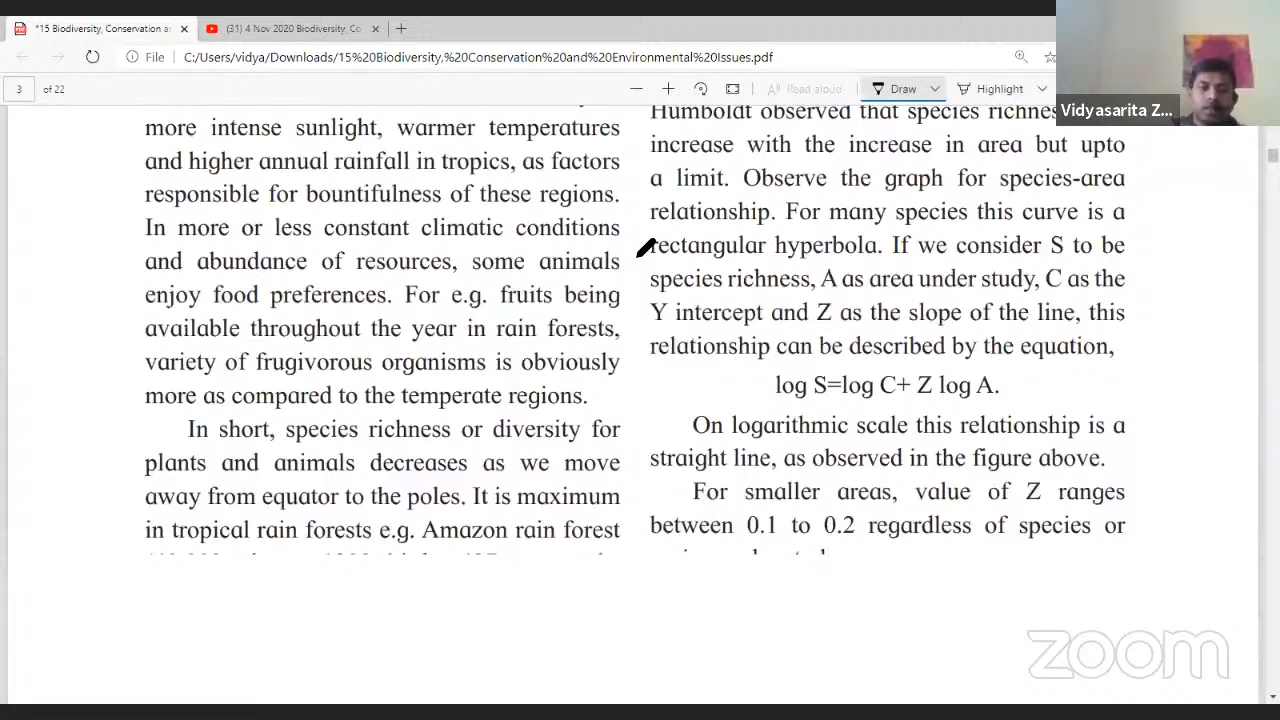 *15 Biodiversity, Conservation a
(31) 4 Nov 2020 Biodiversity, Co
File
C:/Users/vidya/Downloads/15%20Biodiversity,%20Conservation%20and%20Environmental%20Issues.pdf
3 of 22
Read aloud
Draw
Highlight
Vidyasarita Z...
more intense sunlight, warmer temperatures
and higher annual rainfall in tropics, as factors
responsible for bountifulness of these regions.
In more or less constant climatic conditions
and abundance of resources, some animals
enjoy food preferences. For e.g. fruits being
available throughout the year in rain forests,
variety of frugivorous organisms is obviously
more as compared to the temperate regions.
In short, species richness or diversity for
plants and animals decreases as we move
away from equator to the poles. It is maximum
in tropical rain forests e.g. Amazon rain forest
Humboldt observed that species richne
increase with the increase in area but upto
a limit. Observe the graph for species-area
relationship. For many species this curve is a
rectangular hyperbola. If we consider S to be
species richness, A as area under study, C as the
Y intercept and Z as the slope of the line, this
relationship can be described by the equation,
log S=log C+ Z log A.
On logarithmic scale this relationship is a
straight line, as observed in the figure above.
For smaller areas, value of Z ranges
between 0.1 to 0.2 regardless of species or
zoom